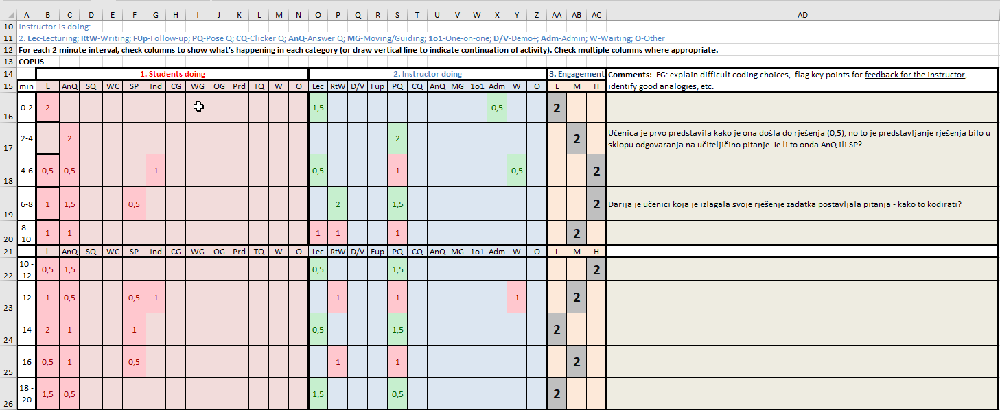 A B C D E F G H I J K L M N O P Q R S T U V W X Y Z AA AB AC AD
10 Instructor is doing:
11 2. Lec-Lecturing; RtW-Writing; FUp-Follow-up; PQ-Pose Q; CQ-Clicker Q; AnQ-Answer Q; MG-Moving/Guiding; 1o1-One-on-one; D/V-Demo+; Adm-Admin; W-Waiting; O-Other
12 For each 2 minute interval, check columns to show what's happening in each category (or draw vertical line to indicate continuation of activity). Check multiple columns where appropriate.
13 COPUS
14 1. Students doing 2. Instructor doing 3. Engagement Comments: EG: explain difficult coding choices, flag key points for feedback for the instructor,
15 min L AnQ SQ WC SP Ind CG WG OG Prd TQ W O Lec RtW D/V Fup PQ CQ AnQ MG 1o1 Adm W O L M H identify good analogies, etc.
16 0-2 2 1,5 0,5 2
17 2-4 2 2 2 Učenica je prvo predstavila kako je ona došla do rješenja (0,5), no to je predstavljanje rješenja bilo u
sklopu odgovaranja na učiteljičino pitanje. Je li to onda AnQ ili SP?
18 4-6 0,5 0,5 1 0,5 1 0,5 2
19 6-8 1 1,5 0,5 2 1,5 2 Darija je učenici koja je izlagala svoje rješenje zadatka postavljala pitanja - kako to kodirati?
20 8 - 10 1 1 1 1 1 2
21 L AnQ SQ WC SP Ind CG WG OG Prd TQ W O Lec RtW D/V Fup PQ CQ AnQ MG 1o1 Adm W O L M H
22 10 - 12 0,5 1,5 0,5 1,5 2
23 12 1 0,5 0,5 1 1 1 1 2
24 14 2 1 1 0,5 1,5 2
25 16 0,5 1 0,5 1 1 2
26 18 - 20 1,5 0,5 1,5 0,5 2